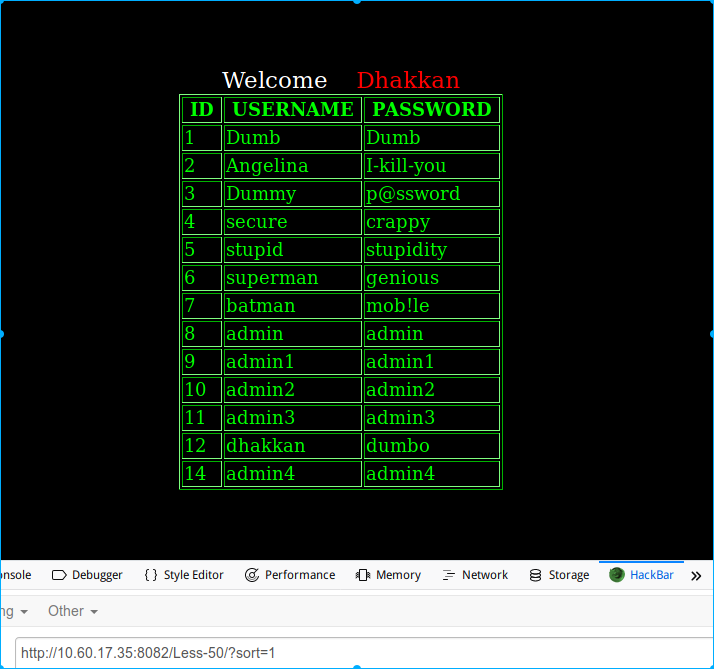 Welcome Dhakkan
ID USERNAME PASSWORD
1 Dumb Dumb
2 Angelina I-kill-you
3 Dummy p@ssword
4 secure crappy
5 stupid stupidity
6 superman genious
7 batman mob!le
8 admin admin
9 admin1 admin1
10 admin2 admin2
11 admin3 admin3
12 dhakkan dumbo
14 admin4 admin4
onsole Debugger { } Style Editor Performance Memory Network Storage HackBar »
ng Other
http://10.60.17.35:8082/Less-50/?sort=1